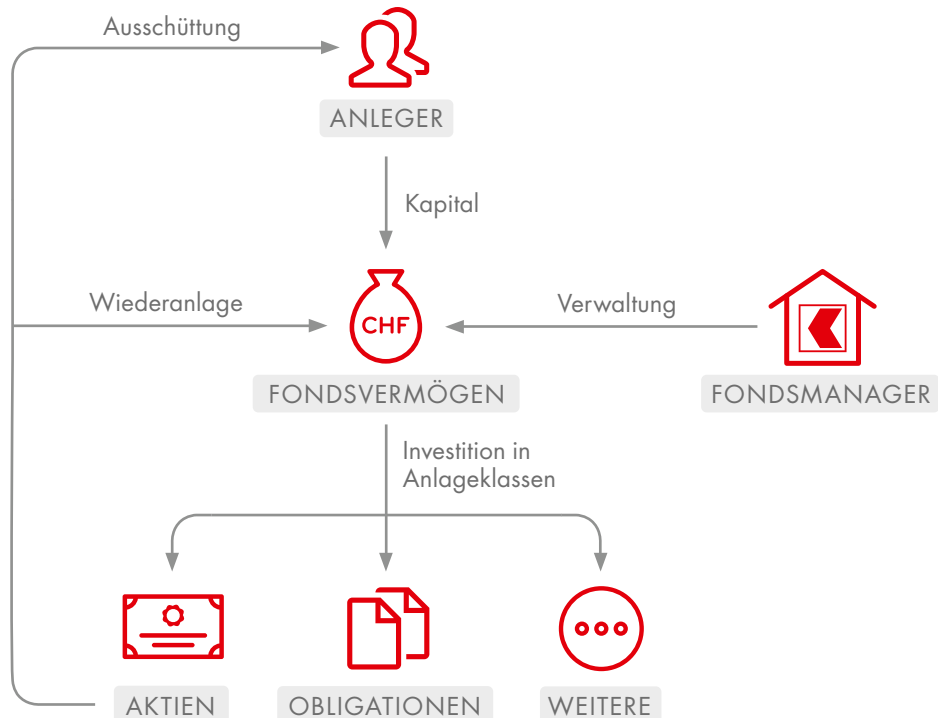 Ausschüttung
ANLEGER
Kapital
Wiederanlage
CHF
Verwaltung
FONDSVERMÖGEN
FONDSMANAGER
Investition in
Anlageklassen
AKTIEN
OBLIGATIONEN
WEITERE